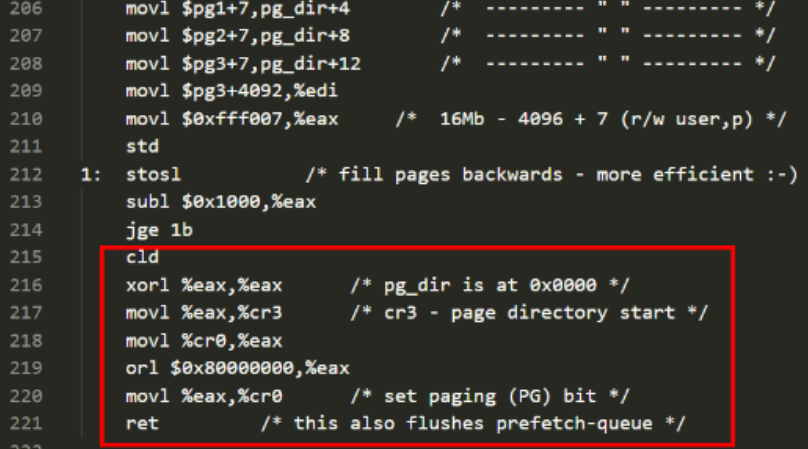 206 movl $pg1+7,pg_dir+4 /* --------- " " --------- */
207 movl $pg2+7,pg_dir+8 /* --------- " " --------- */
208 movl $pg3+7,pg_dir+12 /* --------- " " --------- */
209 movl $pg3+4092,%edi
210 movl $0xfff007,%eax /* 16Mb - 4096 + 7 (r/w user,p) */
211 std
212 1: stosl /* fill pages backwards - more efficient :-)
213 subl $0x1000,%eax
214 jge 1b
215 cld
216 xorl %eax,%eax /* pg_dir is at 0x0000 */
217 movl %eax,%cr3 /* cr3 - page directory start */
218 movl %cr0,%eax
219 orl $0x80000000,%eax
220 movl %eax,%cr0 /* set paging (PG) bit */
221 ret /* this also flushes prefetch-queue */